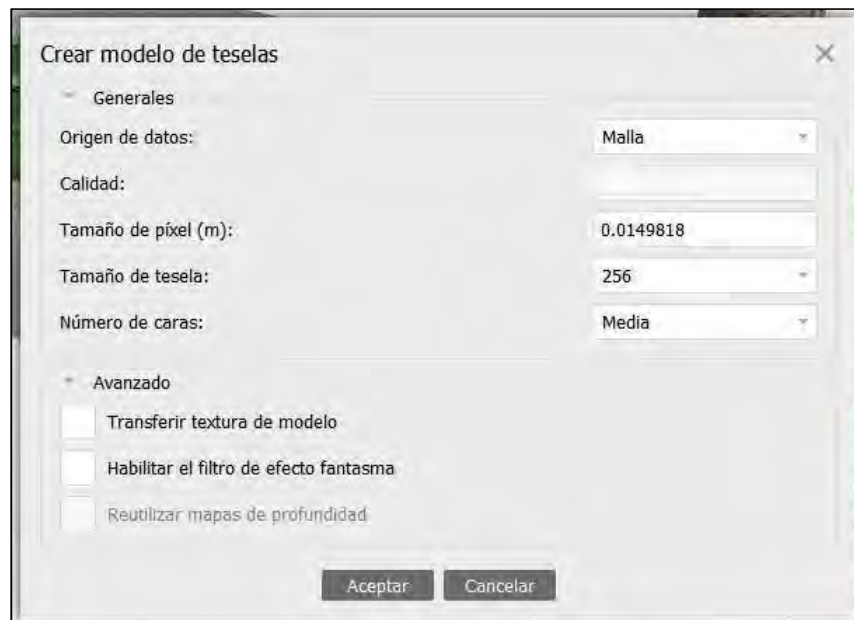 Crear modelo de teselas
Generales
Origen de datos: Malla
Calidad:
Tamaño de píxel (m): 0.0149818
Tamaño de tesela: 256
Número de caras: Media
Avanzado
Transferir textura de modelo
Habilitar el filtro de efecto fantasma
Reutilizar mapas de profundidad
Aceptar Cancelar